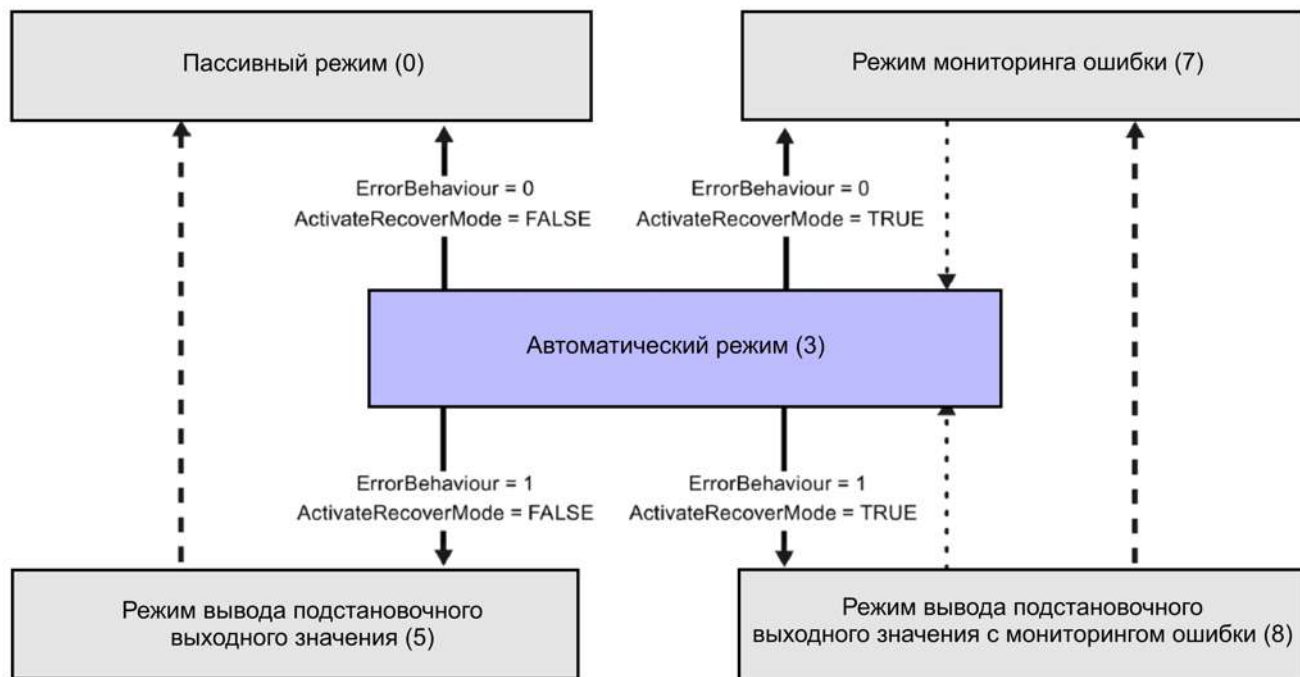 Пассивный режим (0)
Режим мониторинга ошибки (7)
ErrorBehaviour = 0
ActivateRecoverMode = FALSE
ErrorBehaviour = 0
ActivateRecoverMode = TRUE
Автоматический режим (3)
ErrorBehaviour = 1
ActivateRecoverMode = FALSE
ErrorBehaviour = 1
ActivateRecoverMode = TRUE
Режим вывода подстановочного
выходного значения (5)
Режим вывода подстановочного
выходного значения с мониторингом ошибки (8)